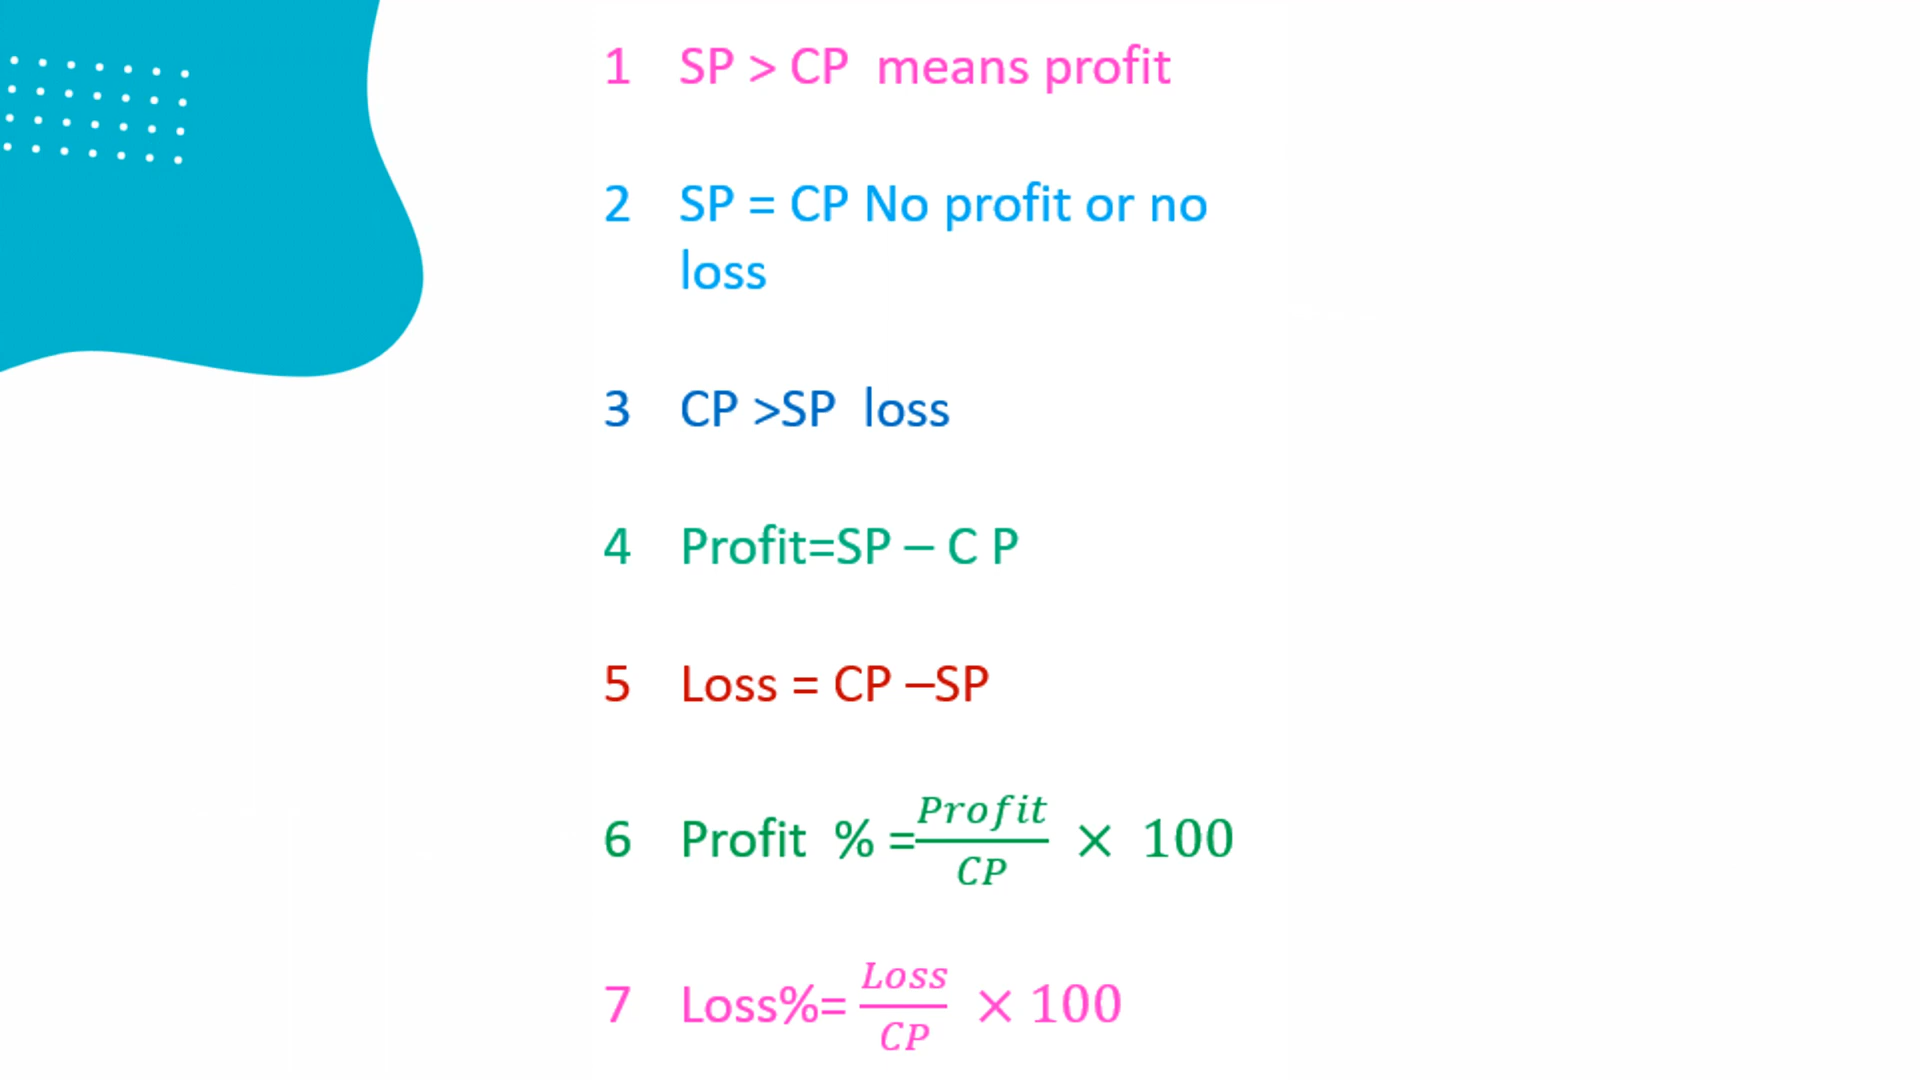 1 SP > CP means profit
2 SP = CP No profit or no
loss
3 CP >SP loss
4 Profit=SP – C P
5 Loss = CP –SP
6 Profit % =Profit/CP × 100
7 Loss%= Loss/CP ×100